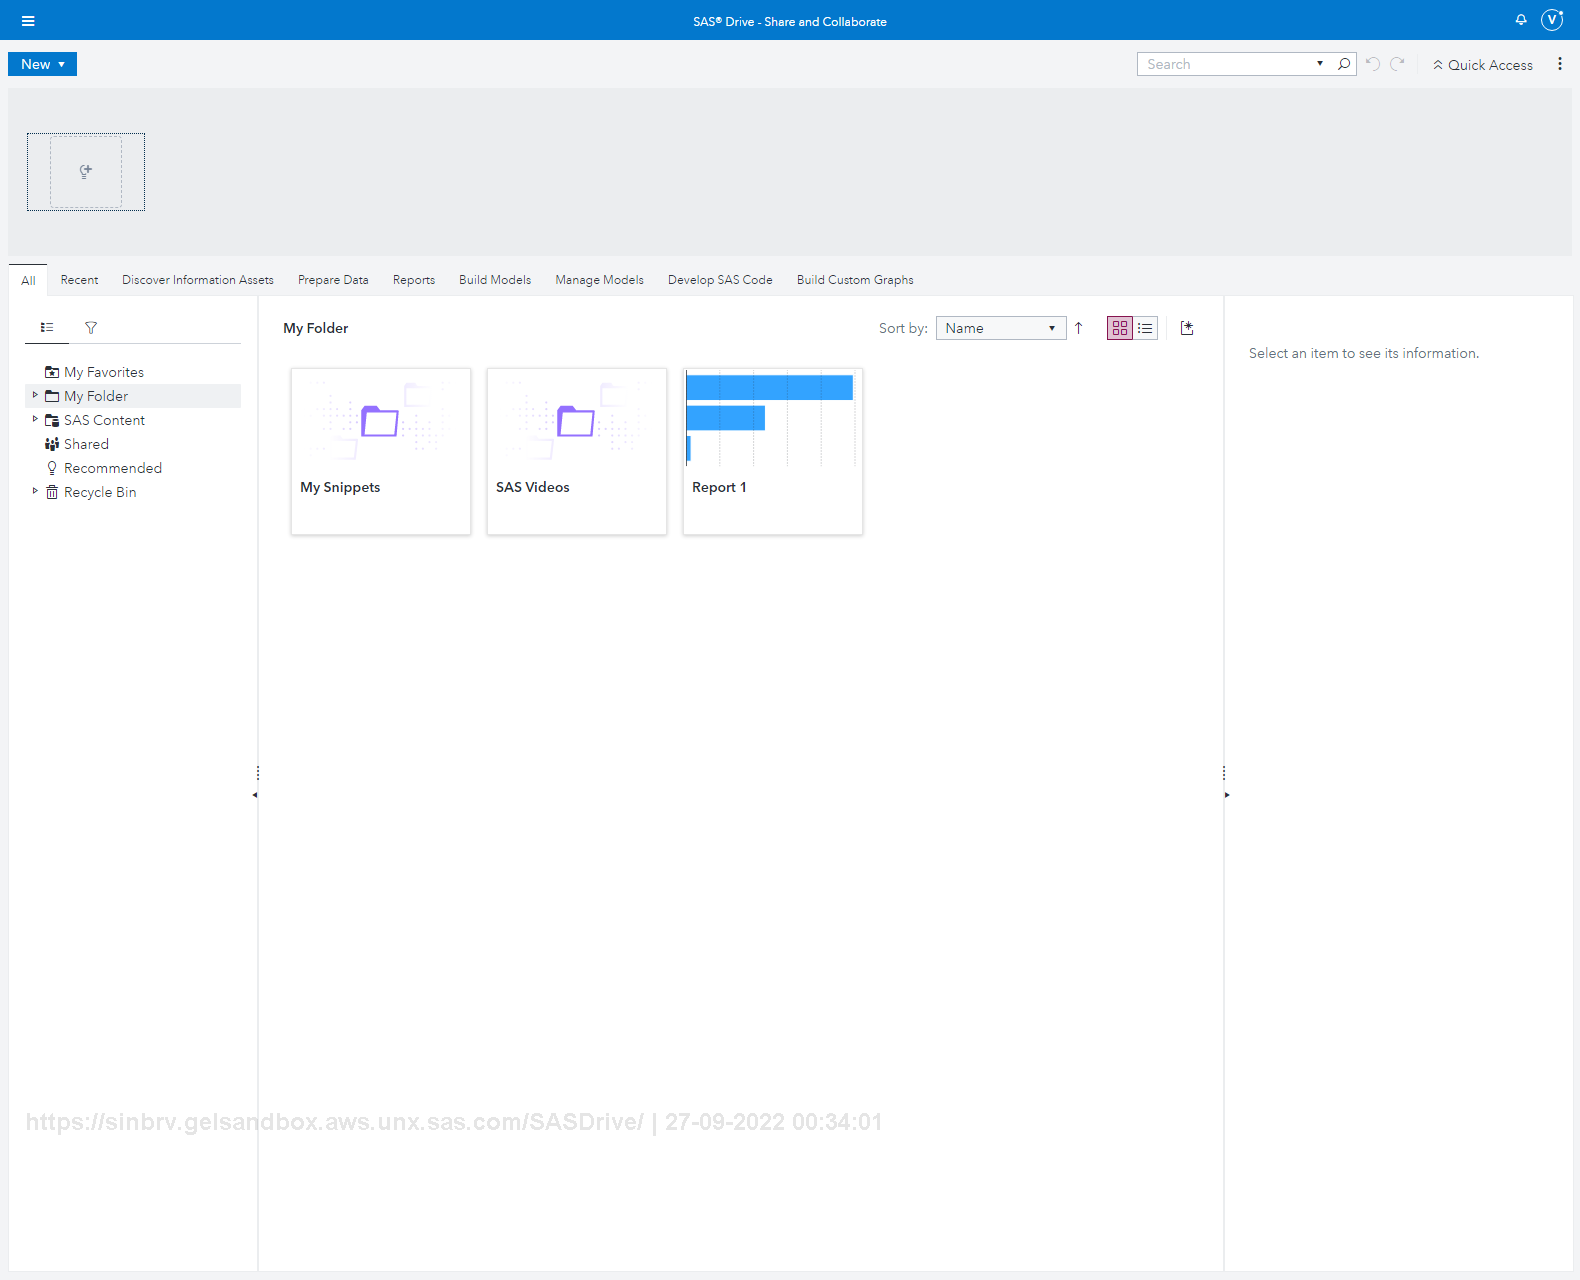 SAS® Drive - Share and Collaborate
V
New
Search
Quick Access
All
Recent
Discover Information Assets
Prepare Data
Reports
Build Models
Manage Models
Develop SAS Code
Build Custom Graphs
My Folder
Sort by:
Name
Select an item to see its information.
My Favorites
My Folder
SAS Content
Shared
Recommended
Recycle Bin
My Snippets
SAS Videos
Report 1
https://sinbrv.gelsandbox.aws.unx.sas.com/SASDrive/ | 27-09-2022 00:34:01